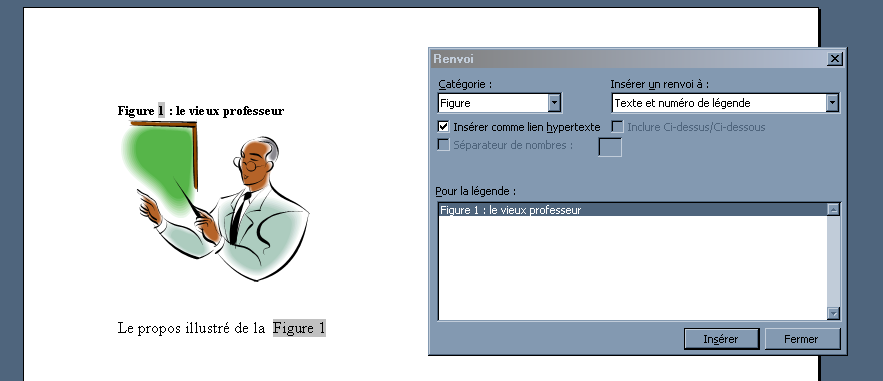 Figure 1 : le vieux professeur
Le propos illustré de la Figure 1
Renvoi
Catégorie :
Figure
Insérer un renvoi à :
Texte et numéro de légende
Insérer comme lien hypertexte
Inclure Ci-dessus/Ci-dessous
Séparateur de nombres :
Pour la légende :
Figure 1 : le vieux professeur
Insérer
Fermer